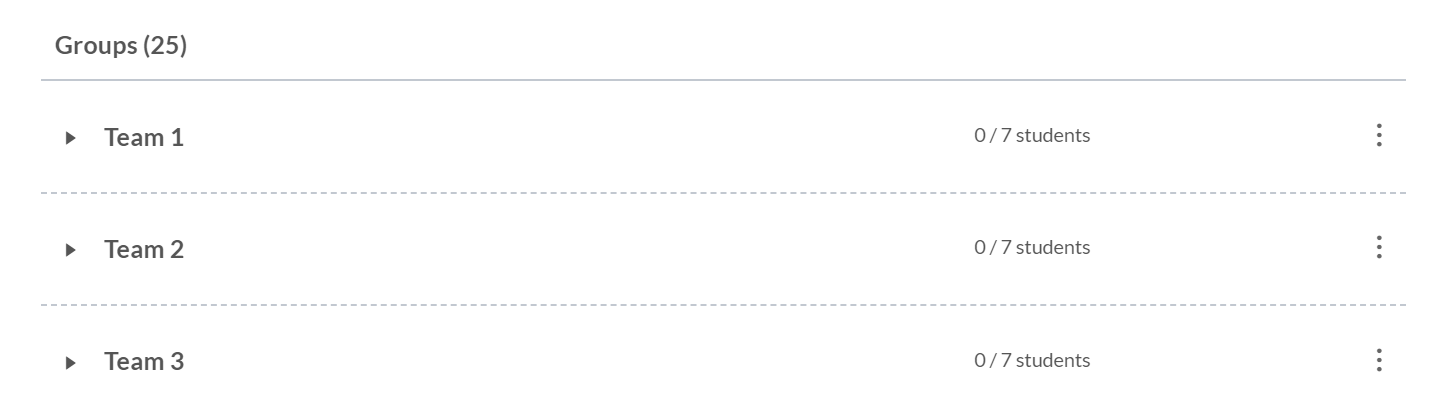 Groups (25)
Team 1 0 / 7 students
Team 2 0 / 7 students
Team 3 0 / 7 students